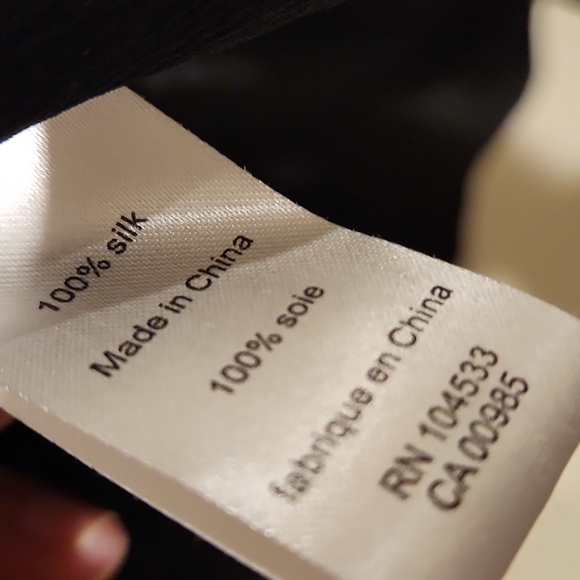 100% silk
Made in China
100% soie
fabriqué en China
RN 104533
CA 00985